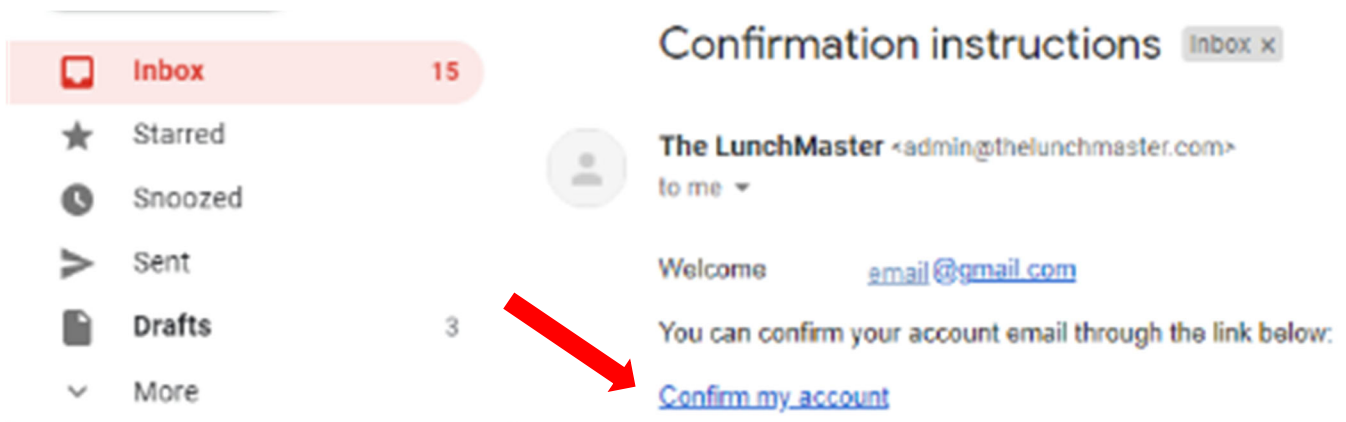 Inbox 15
Starred
Snoozed
Sent
Drafts 3
More
Confirmation instructions Inbox x
The LunchMaster <admin@thelunchmaster.com>
to me
Welcome email@gmail.com
You can confirm your account email through the link below:
Confirm my account